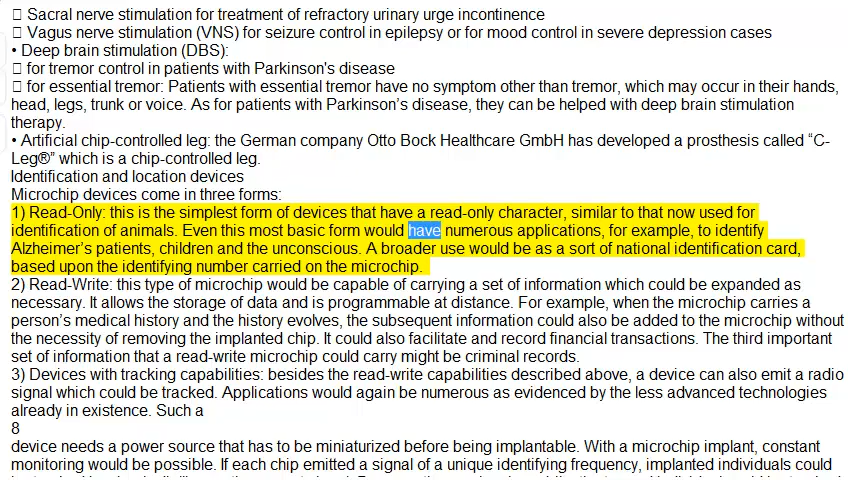 Sacral nerve stimulation for treatment of refractory urinary urge incontinence
 Vagus nerve stimulation (VNS) for seizure control in epilepsy or for mood control in severe depression cases
• Deep brain stimulation (DBS):
 for tremor control in patients with Parkinson's disease
 for essential tremor: Patients with essential tremor have no symptom other than tremor, which may occur in their hands,
head, legs, trunk or voice. As for patients with Parkinson’s disease, they can be helped with deep brain stimulation
therapy.
• Artificial chip-controlled leg: the German company Otto Bock Healthcare GmbH has developed a prosthesis called “C-
Leg®” which is a chip-controlled leg.
Identification and location devices
Microchip devices come in three forms:
1) Read-Only: this is the simplest form of devices that have a read-only character, similar to that now used for
identification of animals. Even this most basic form would have numerous applications, for example, to identify
Alzheimer’s patients, children and the unconscious. A broader use would be as a sort of national identification card,
based upon the identifying number carried on the microchip.
2) Read-Write: this type of microchip would be capable of carrying a set of information which could be expanded as
necessary. It allows the storage of data and is programmable at distance. For example, when the microchip carries a
person’s medical history and the history evolves, the subsequent information could also be added to the microchip without
the necessity of removing the implanted chip. It could also facilitate and record financial transactions. The third important
set of information that a read-write microchip could carry might be criminal records.
3) Devices with tracking capabilities: besides the read-write capabilities described above, a device can also emit a radio
signal which could be tracked. Applications would again be numerous as evidenced by the less advanced technologies
already in existence. Such a
8
device needs a power source that has to be miniaturized before being implantable. With a microchip implant, constant
monitoring would be possible. If each chip emitted a signal of a unique identifying frequency, implanted individuals could